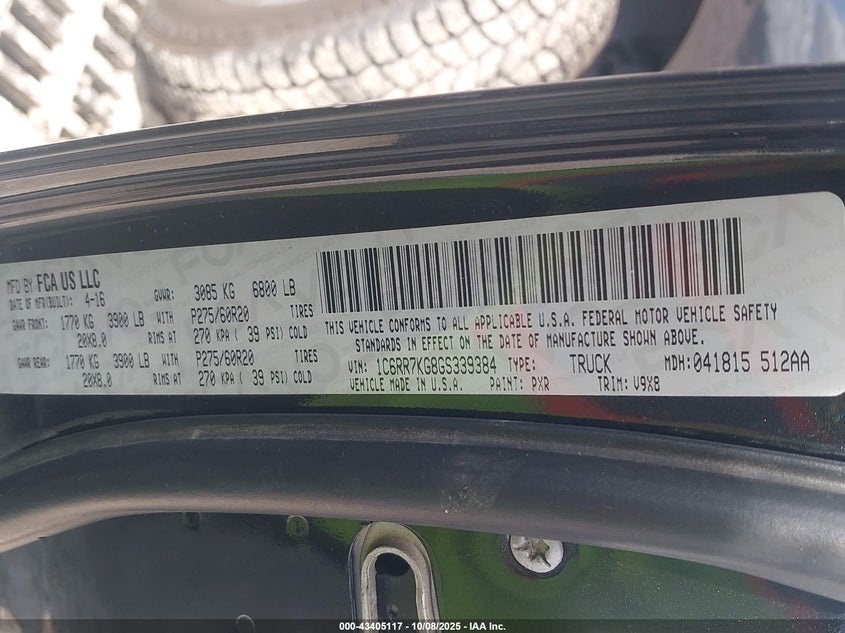 MFD BY FCA US LLC
DATE OF MFR(BUILT): 4-16
GVWR: 3085 KG 6800 LB
GAWR FRONT: 1770 KG 3900 LB WITH P275/60R20 TIRES
20X8.0 RIMS AT 270 KPA ( 39 PSI) COLD
GAWR REAR: 1770 KG 3900 LB WITH P275/60R20 TIRES
20X8.0 RIMS AT 270 KPA ( 39 PSI) COLD
THIS VEHICLE CONFORMS TO ALL APPLICABLE U.S.A. FEDERAL MOTOR VEHICLE SAFETY
STANDARDS IN EFFECT ON THE DATE OF MANUFACTURE SHOWN ABOVE.
VIN: 1C6RR7KG8GS339384 TYPE: TRUCK MDH:041815 512AA
VEHICLE MADE IN U.S.A. PAINT: PXR TRIM: V9X8
000-43405117 - 10/08/2025 - IAA Inc.